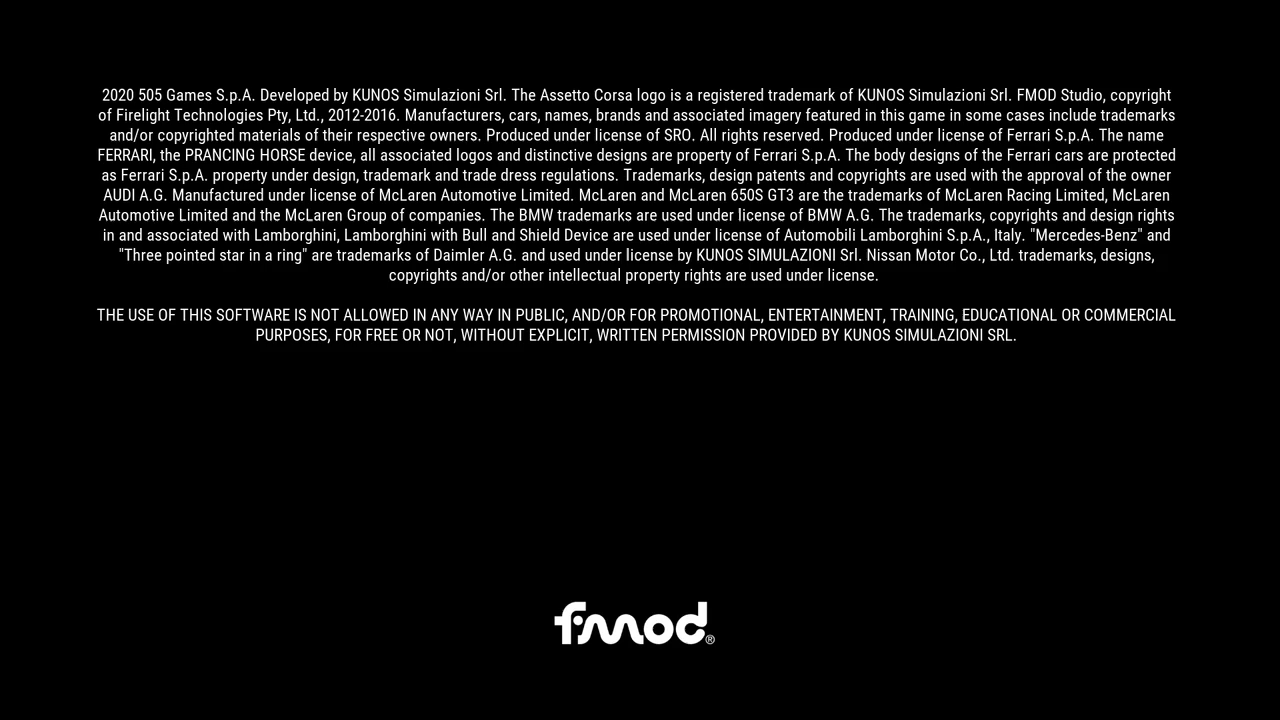 2020 505 Games S.p.A. Developed by KUNOS Simulazioni Srl. The Assetto Corsa logo is a registered trademark of KUNOS Simulazioni Srl. FMOD Studio, copyright
of Firelight Technologies Pty, Ltd., 2012-2016. Manufacturers, cars, names, brands and associated imagery featured in this game in some cases include trademarks
and/or copyrighted materials of their respective owners. Produced under license of SRO. All rights reserved. Produced under license of Ferrari S.p.A. The name
FERRARI, the PRANCING HORSE device, all associated logos and distinctive designs are property of Ferrari S.p.A. The body designs of the Ferrari cars are protected
as Ferrari S.p.A. property under design, trademark and trade dress regulations. Trademarks, design patents and copyrights are used with the approval of the owner
AUDI A.G. Manufactured under license of McLaren Automotive Limited. McLaren and McLaren 650S GT3 are the trademarks of McLaren Racing Limited, McLaren
Automotive Limited and the McLaren Group of companies. The BMW trademarks are used under license of BMW A.G. The trademarks, copyrights and design rights
in and associated with Lamborghini, Lamborghini with Bull and Shield Device are used under license of Automobili Lamborghini S.p.A., Italy. "Mercedes-Benz" and
"Three pointed star in a ring" are trademarks of Daimler A.G. and used under license by KUNOS SIMULAZIONI Srl. Nissan Motor Co., Ltd. trademarks, designs,
copyrights and/or other intellectual property rights are used under license.
THE USE OF THIS SOFTWARE IS NOT ALLOWED IN ANY WAY IN PUBLIC, AND/OR FOR PROMOTIONAL, ENTERTAINMENT, TRAINING, EDUCATIONAL OR COMMERCIAL
PURPOSES, FOR FREE OR NOT, WITHOUT EXPLICIT, WRITTEN PERMISSION PROVIDED BY KUNOS SIMULAZIONI SRL.
fmod®